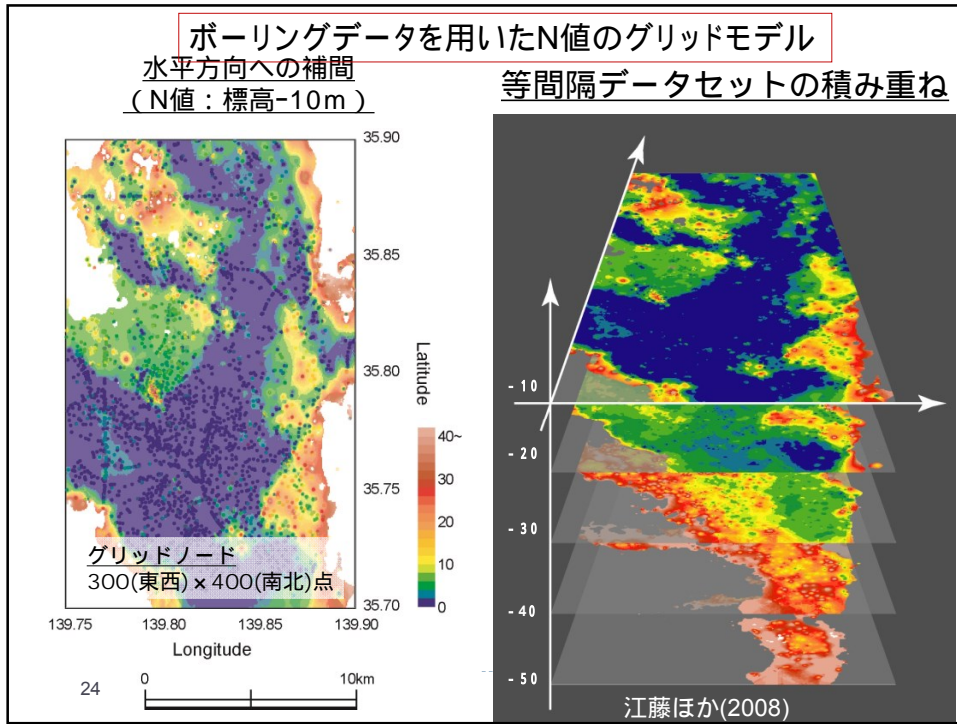 ボーリングデータを用いたN値のグリッドモデル
水平方向への補間
（N値：標高-10m）
等間隔データセットの積み重ね
35.90
35.85
35.80
35.75
35.70
Latitude
40~
30
20
10
0
グリッドノード
300(東西)×400(南北)点
139.75
139.80
139.85
139.90
Longitude
0
10km
24
-10
-20
-30
-40
-50
江藤ほか(2008)